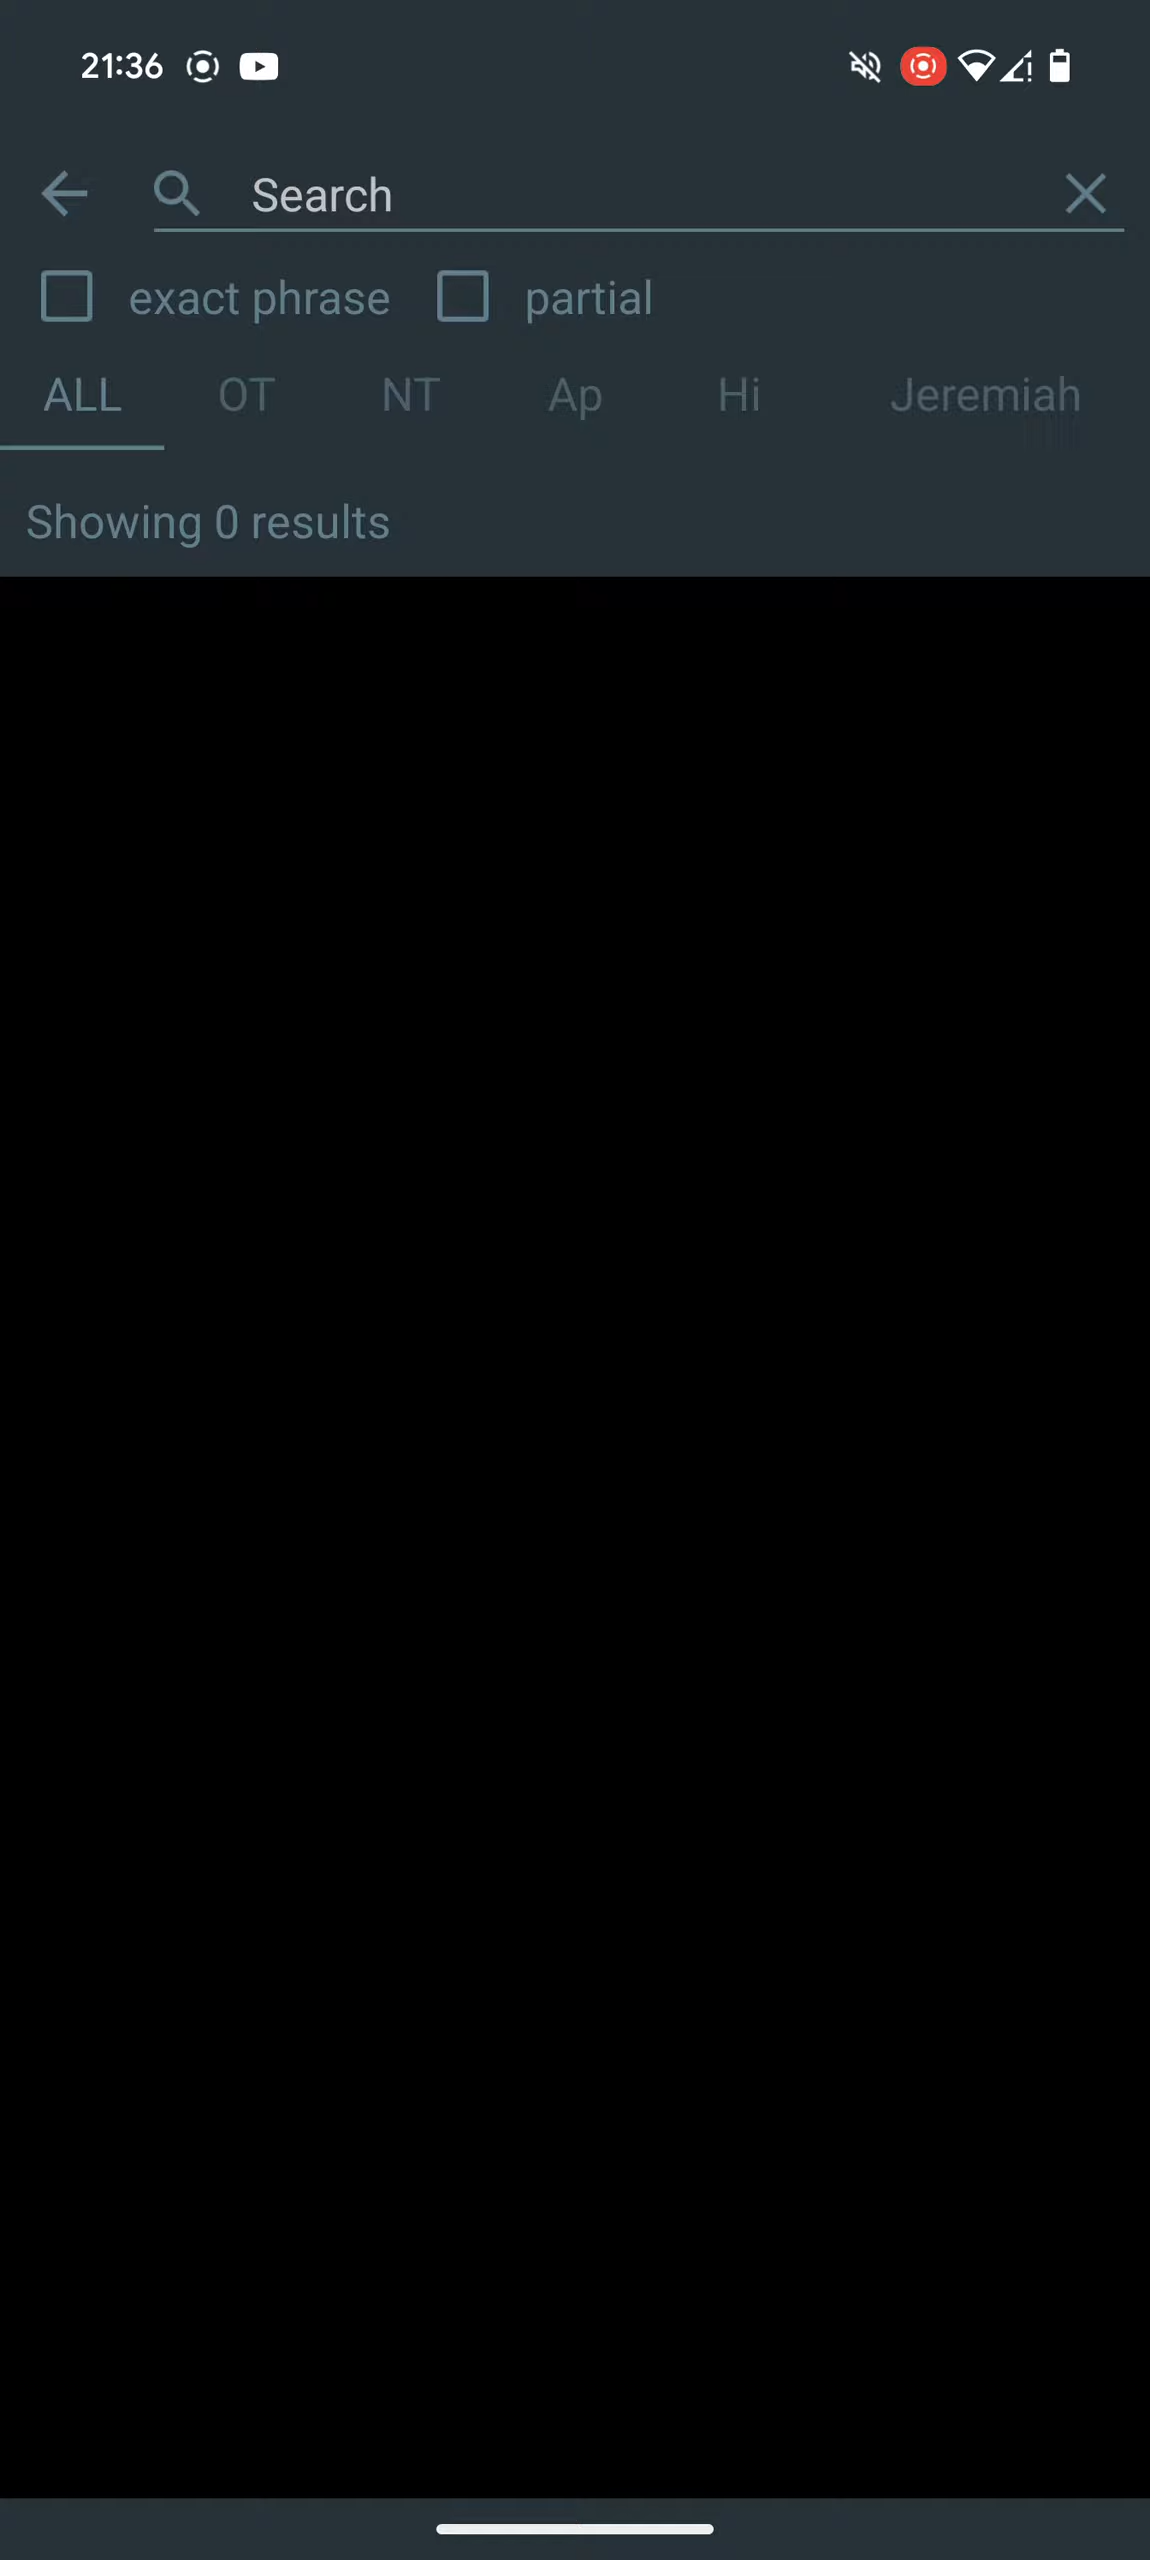 21:36
Search
exact phrase partial
ALL OT NT Ap Hi Jeremiah
Showing 0 results